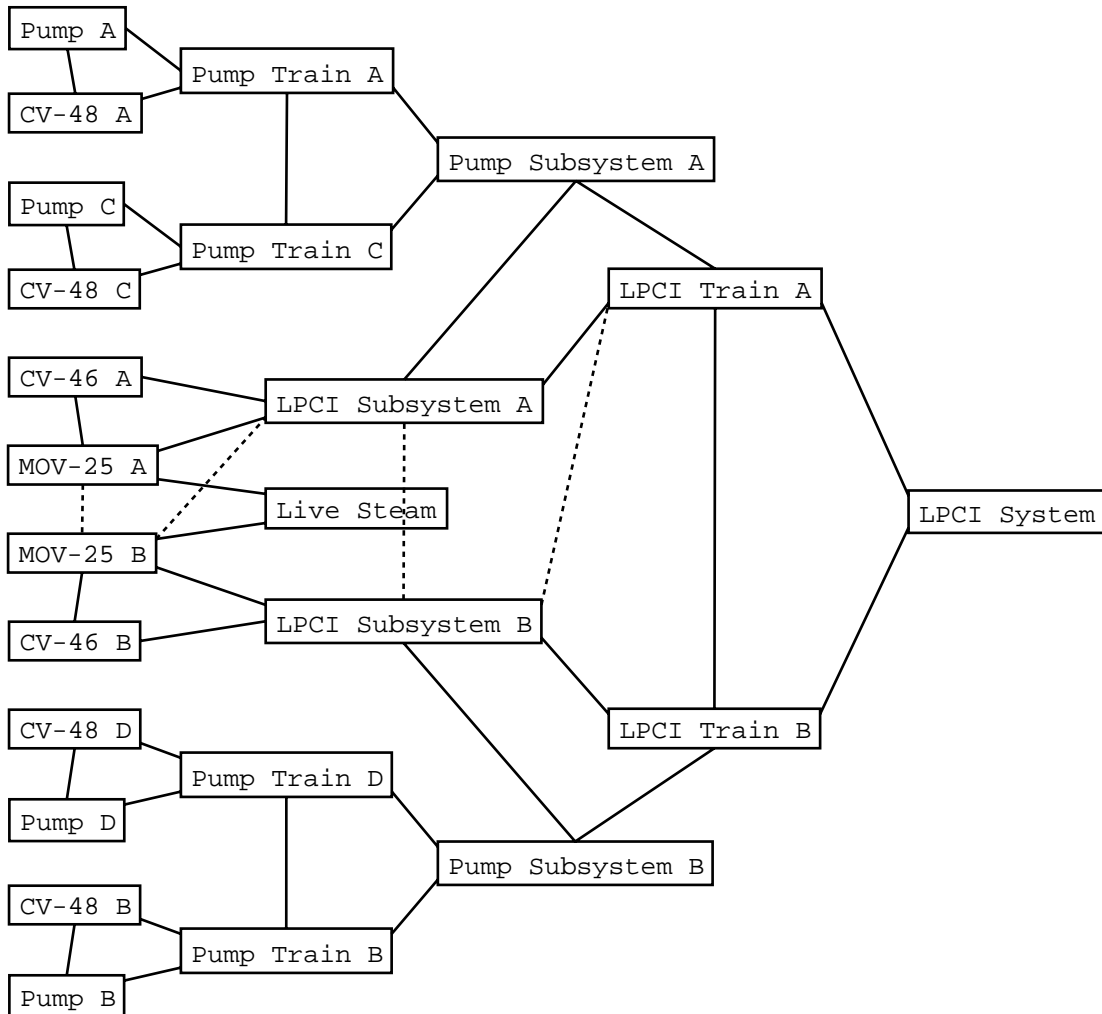 Pump A
Pump Train A
CV-48 A
Pump Subsystem A
Pump C
Pump Train C
CV-48 C
LPCI Train A
CV-46 A
LPCI Subsystem A
MOV-25 A
Live Steam
LPCI System
MOV-25 B
LPCI Subsystem B
CV-46 B
CV-48 D
LPCI Train B
Pump Train D
Pump D
Pump Subsystem B
CV-48 B
Pump Train B
Pump B